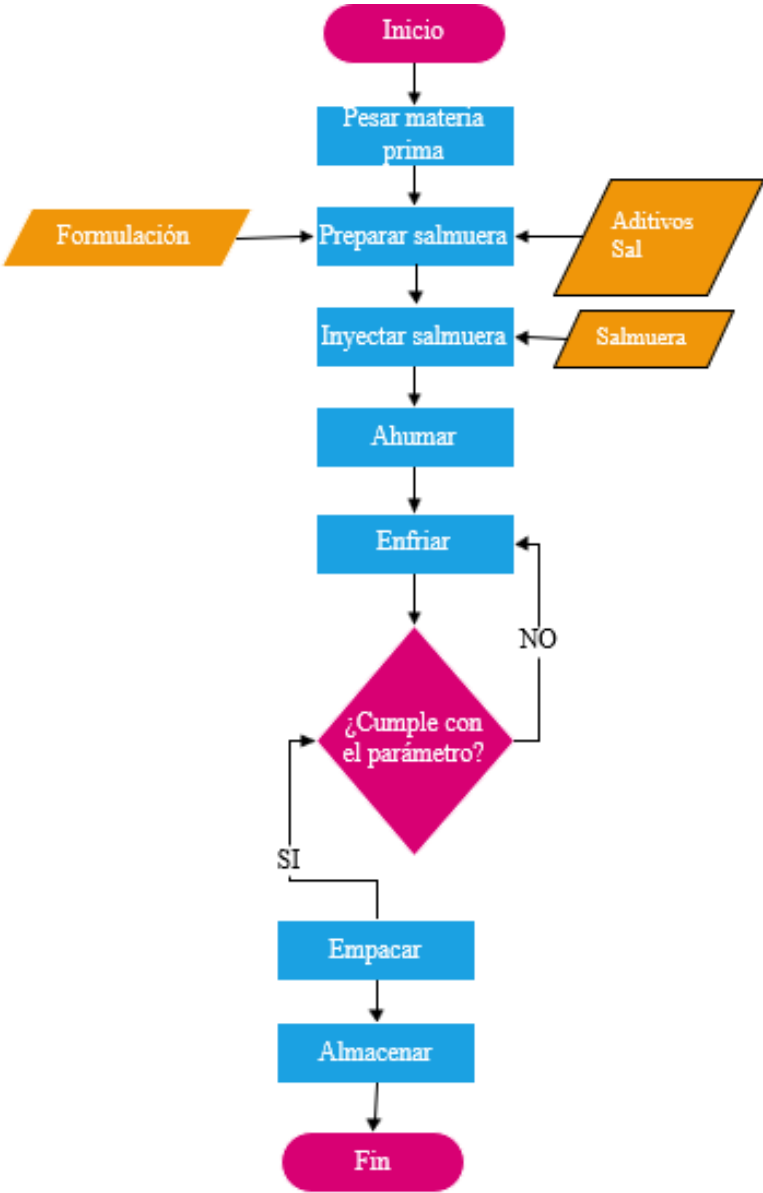 Inicio
Pesar materia
prima
Formulación
Preparar salmuera
Aditivos
Sal
Inyectar salmuera
Salmuera
Ahumar
Enfriar
NO
¿Cumple con
el parámetro?
SI
Empacar
Almacenar
Fin